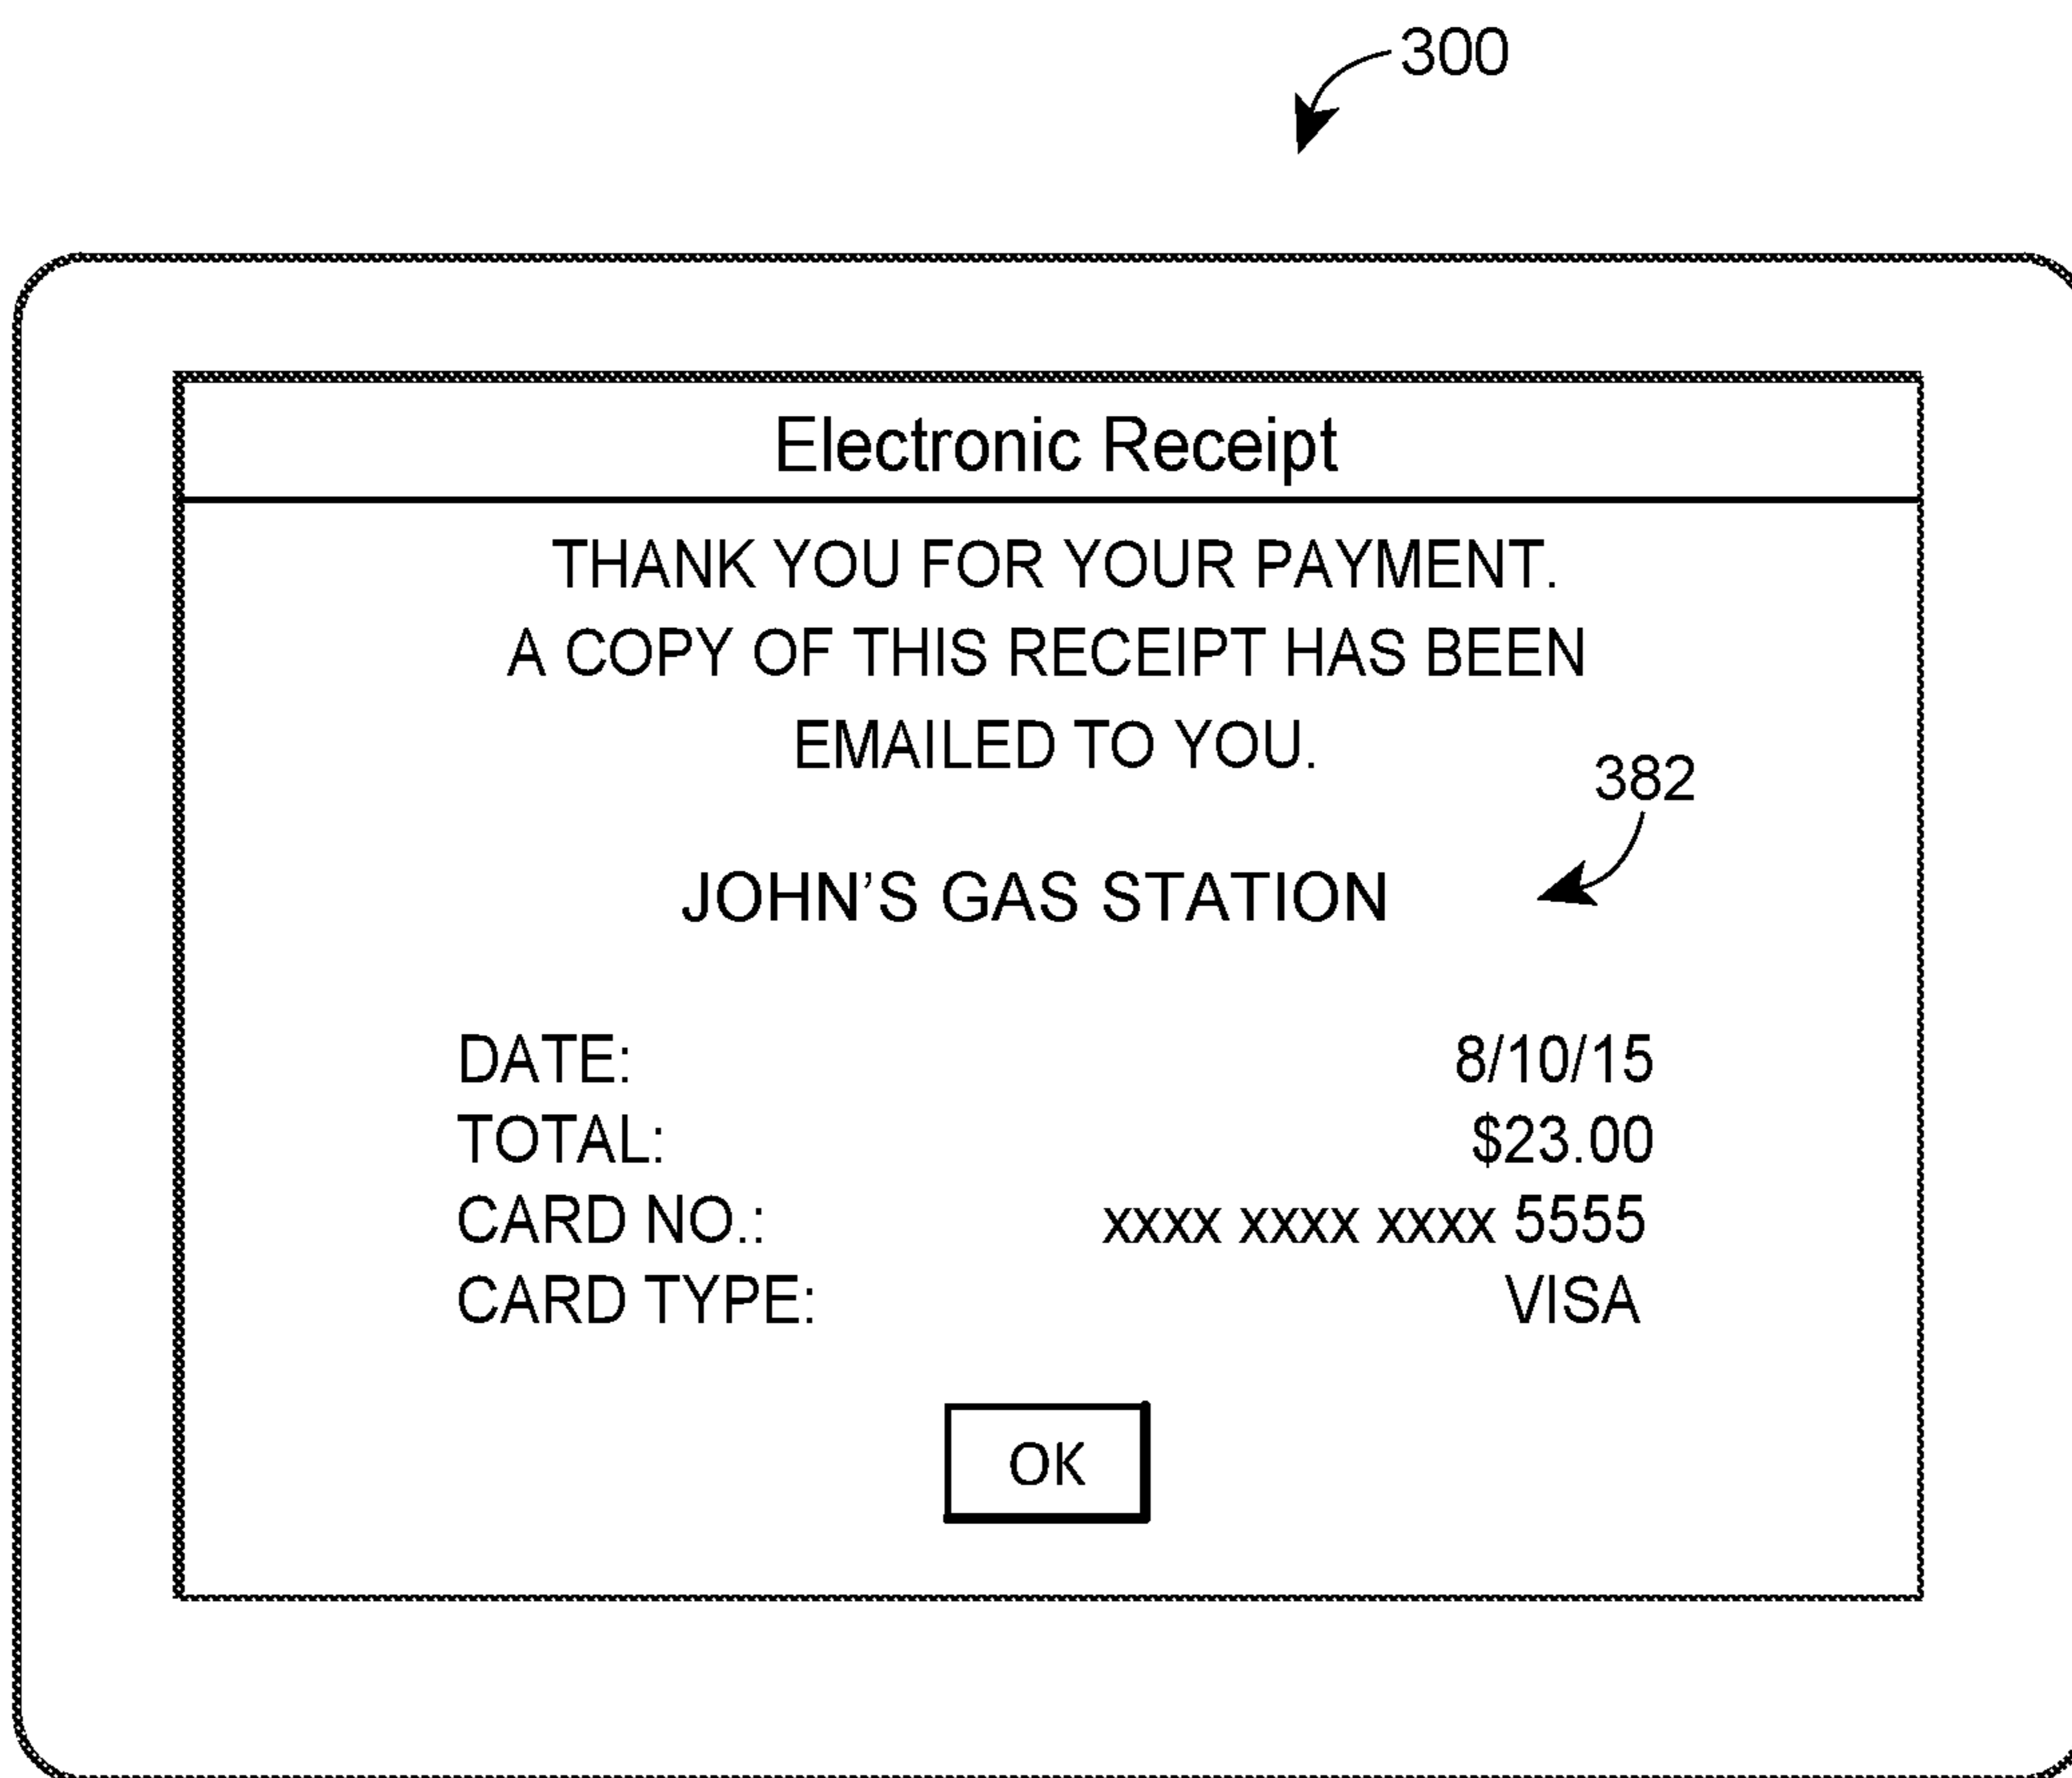 300
Electronic Receipt
THANK YOU FOR YOUR PAYMENT.
A COPY OF THIS RECEIPT HAS BEEN
EMAILED TO YOU.
382
JOHN'S GAS STATION
DATE: 8/10/15
TOTAL: $23.00
CARD NO.: xxxx xxxx xxxx 5555
CARD TYPE: VISA
OK